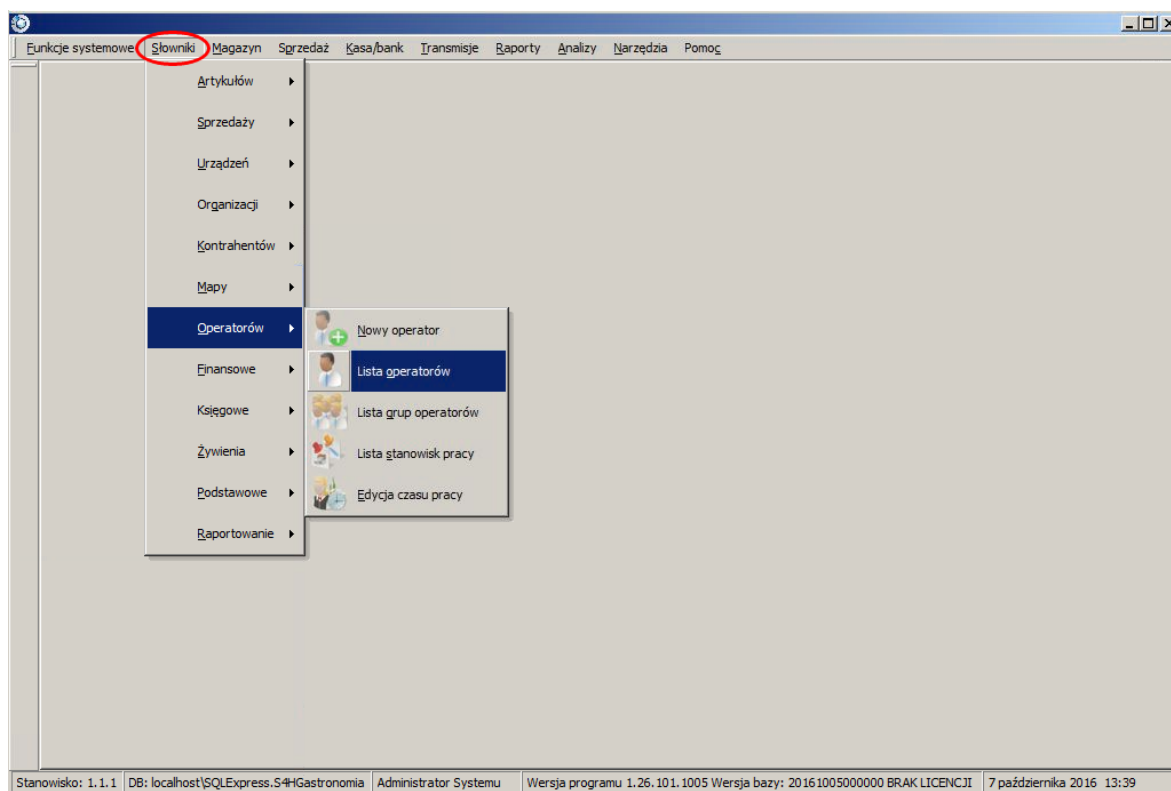 Funkcje systemowe Słowniki Magazyn Sprzedaż Kasa/bank Transmisje Raporty Analizy Narzędzia Pomoc
Artykułów
Sprzedaży
Urządzeń
Organizacji
Kontrahentów
Mapy
Operatorów
Nowy operator
Lista operatorów
Lista grup operatorów
Lista stanowisk pracy
Edycja czasu pracy
Finansowe
Księgowe
Żywienia
Podstawowe
Raportowanie
Stanowisko: 1.1.1 DB: localhost\SQLExpress.S4HGastronomia Administrator Systemu Wersja programu 1.26.101.1005 Wersja bazy: 20161005000000 BRAK LICENCJI 7 października 2016 13:39